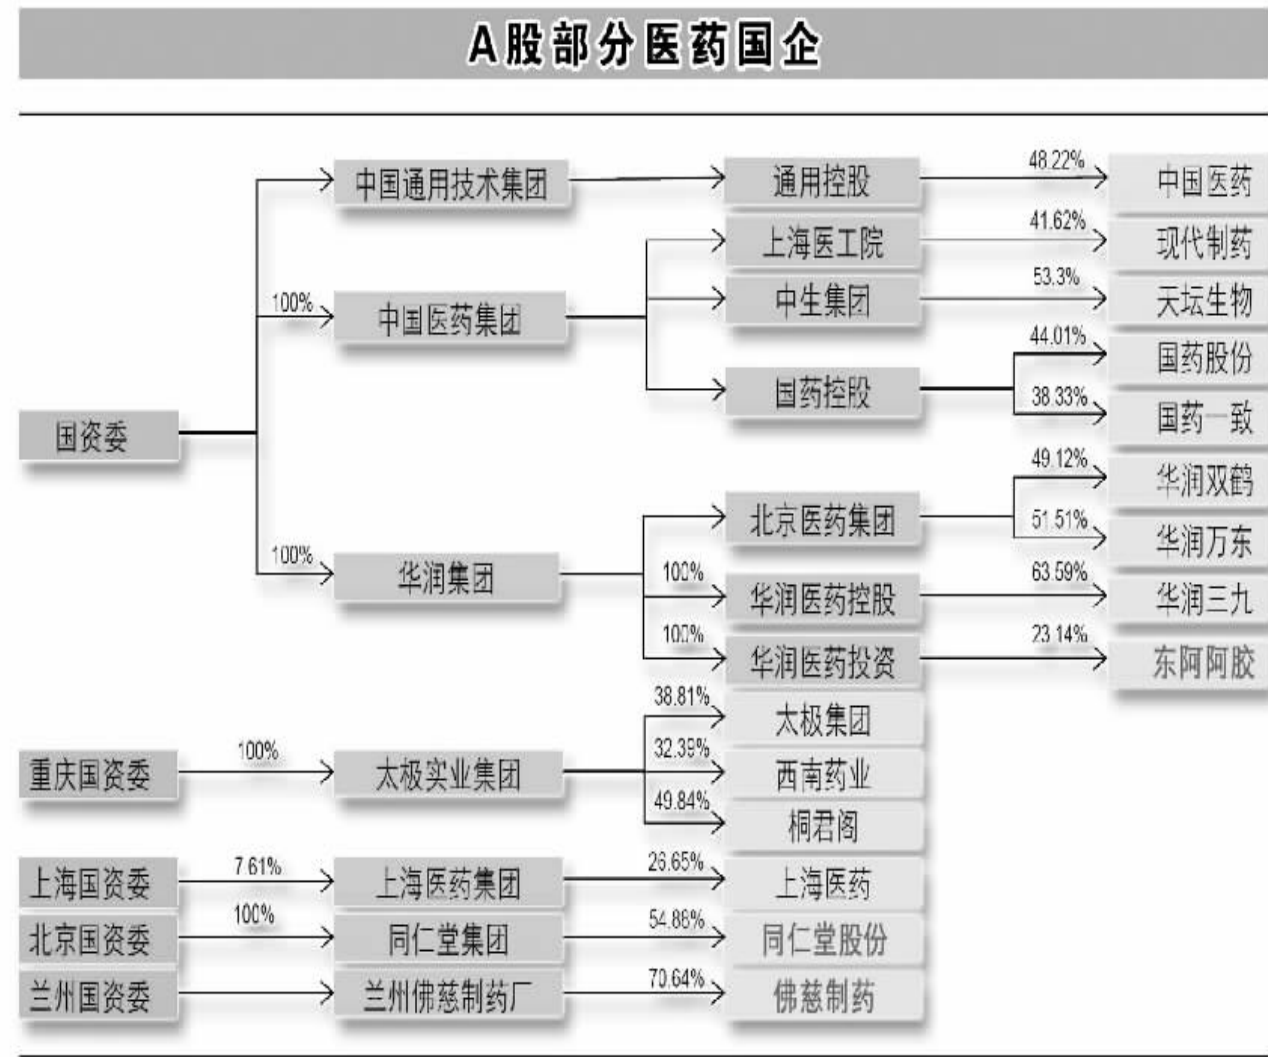 A股部分医药国企
中国通用技术集团 通用控股 48.22% 中国医药
上海医工院 41.62% 现代制药
100% 中国医药集团 中生集团 53.3% 天坛生物
44.01% 国药股份
国药控股 38.33% 国药一致
国资委
49.12% 华润双鹤
北京医药集团 51.51% 华润万东
100% 华润集团 100% 华润医药控股 63.59% 华润三九
100% 华润医药投资 23.14% 东阿阿胶
38.81% 太极集团
重庆国资委 100% 太极实业集团 32.39% 西南药业
49.84% 桐君阁
上海国资委 7.61% 上海医药集团 26.65% 上海医药
北京国资委 100% 同仁堂集团 54.88% 同仁堂股份
兰州国资委 兰州佛慈制药厂 70.64% 佛慈制药